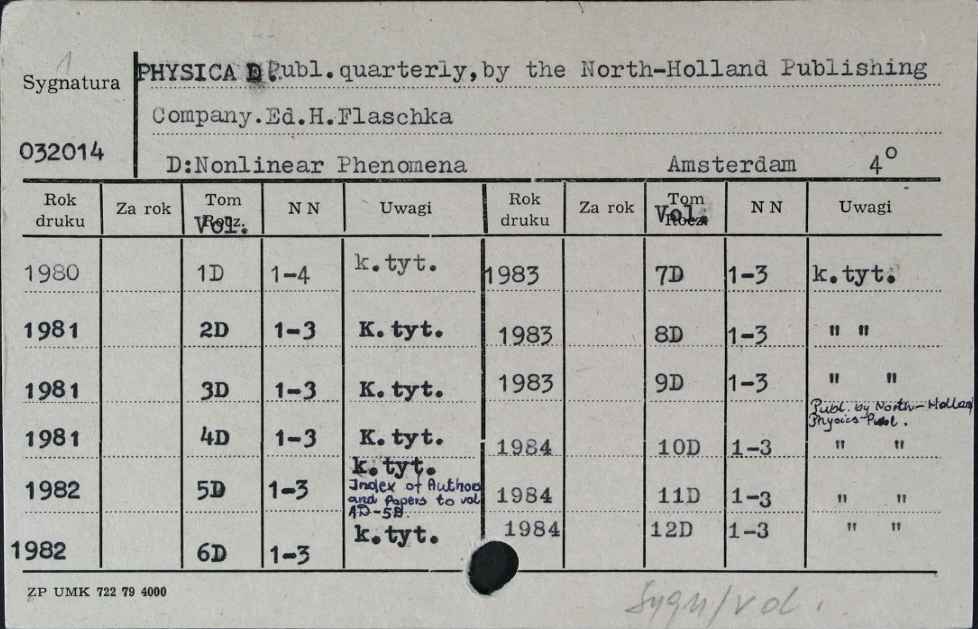 1
Sygnatura PHYSICA D. Publ.quarterly,by the North-Holland Publishing
Company.Ed.H.Flaschka
032014
D:Nonlinear Phenomena Amsterdam 4°
Rok druku Za rok Tom Rocz. Vol. N N Uwagi Rok druku Za rok Tom Rocz. Vol. N N Uwagi
1980 1D 1-4 k.tyt. 1983 7D 1-3 k.tyt.
1981 2D 1-3 K.tyt. 1983 8D 1-3 " "
1981 3D 1-3 K.tyt. 1983 9D 1-3 " "
Publ. by North-Holland
Physics Publ.
1981 4D 1-3 K.tyt. 1984 10D 1-3 " "
k.tyt.
1982 5D 1-3 Index of Author 1984 11D 1-3 " "
and Papers to vol
1D-5D.
1982 6D 1-3 k.tyt. 1984 12D 1-3 " "
ZP UMK 722 79 4000
Sygn/vol.